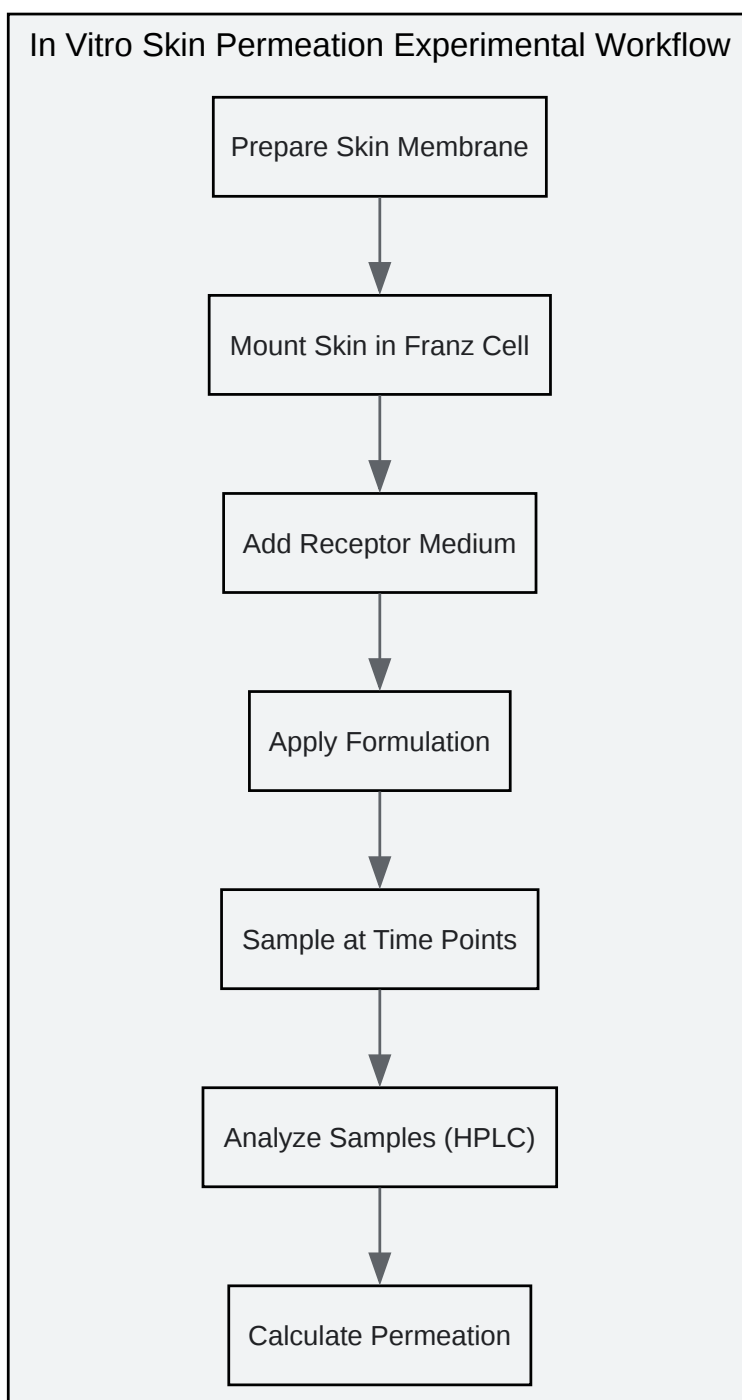 In Vitro Skin Permeation Experimental Workflow
Prepare Skin Membrane
Mount Skin in Franz Cell
Add Receptor Medium
Apply Formulation
Sample at Time Points
Analyze Samples (HPLC)
Calculate Permeation